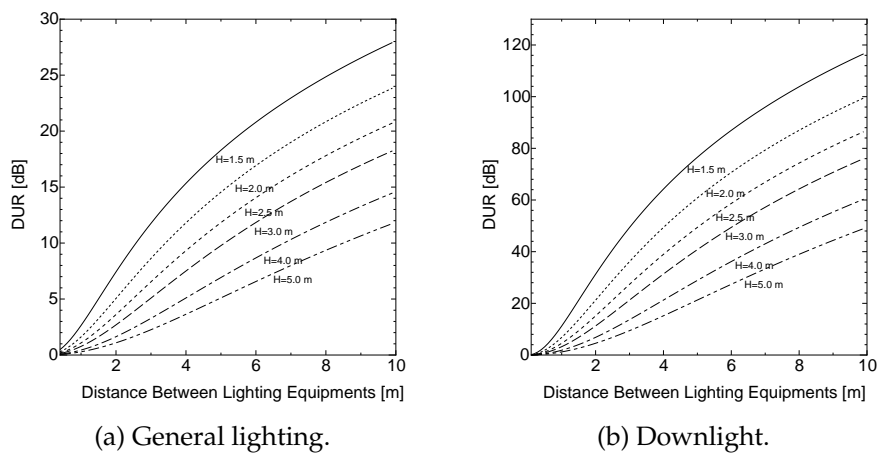 30
25
20
15
10
5
0
DUR [dB]
H=1.5 m
H=2.0 m
H=2.5 m
H=3.0 m
H=4.0 m
H=5.0 m
2 4 6 8 10
Distance Between Lighting Equipments [m]
(a) General lighting.
120
100
80
60
40
20
0
DUR [dB]
H=1.5 m
H=2.0 m
H=2.5 m
H=3.0 m
H=4.0 m
H=5.0 m
2 4 6 8 10
Distance Between Lighting Equipments [m]
(b) Downlight.